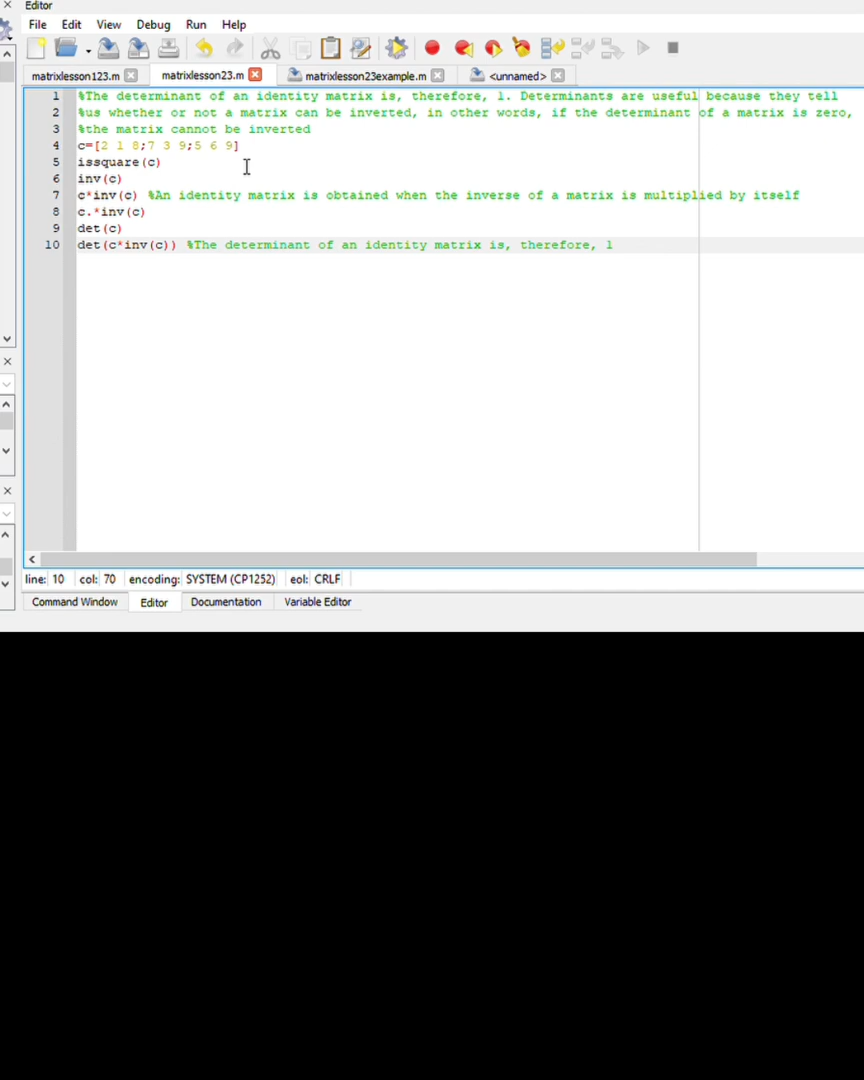 Editor
File Edit View Debug Run Help
matrixlesson123.m matrixlesson23.m matrixlesson23example.m <unnamed>
1 %The determinant of an identity matrix is, therefore, 1. Determinants are useful because they tell
2 %us whether or not a matrix can be inverted, in other words, if the determinant of a matrix is zero,
3 %the matrix cannot be inverted
4 c=[2 1 8;7 3 9;5 6 9]
5 issquare(c)
6 inv(c)
7 c*inv(c) %An identity matrix is obtained when the inverse of a matrix is multiplied by itself
8 c.*inv(c)
9 det(c)
10 det(c*inv(c)) %The determinant of an identity matrix is, therefore, 1
line: 10 col: 70 encoding: SYSTEM (CP1252) eol: CRLF
Command Window Editor Documentation Variable Editor